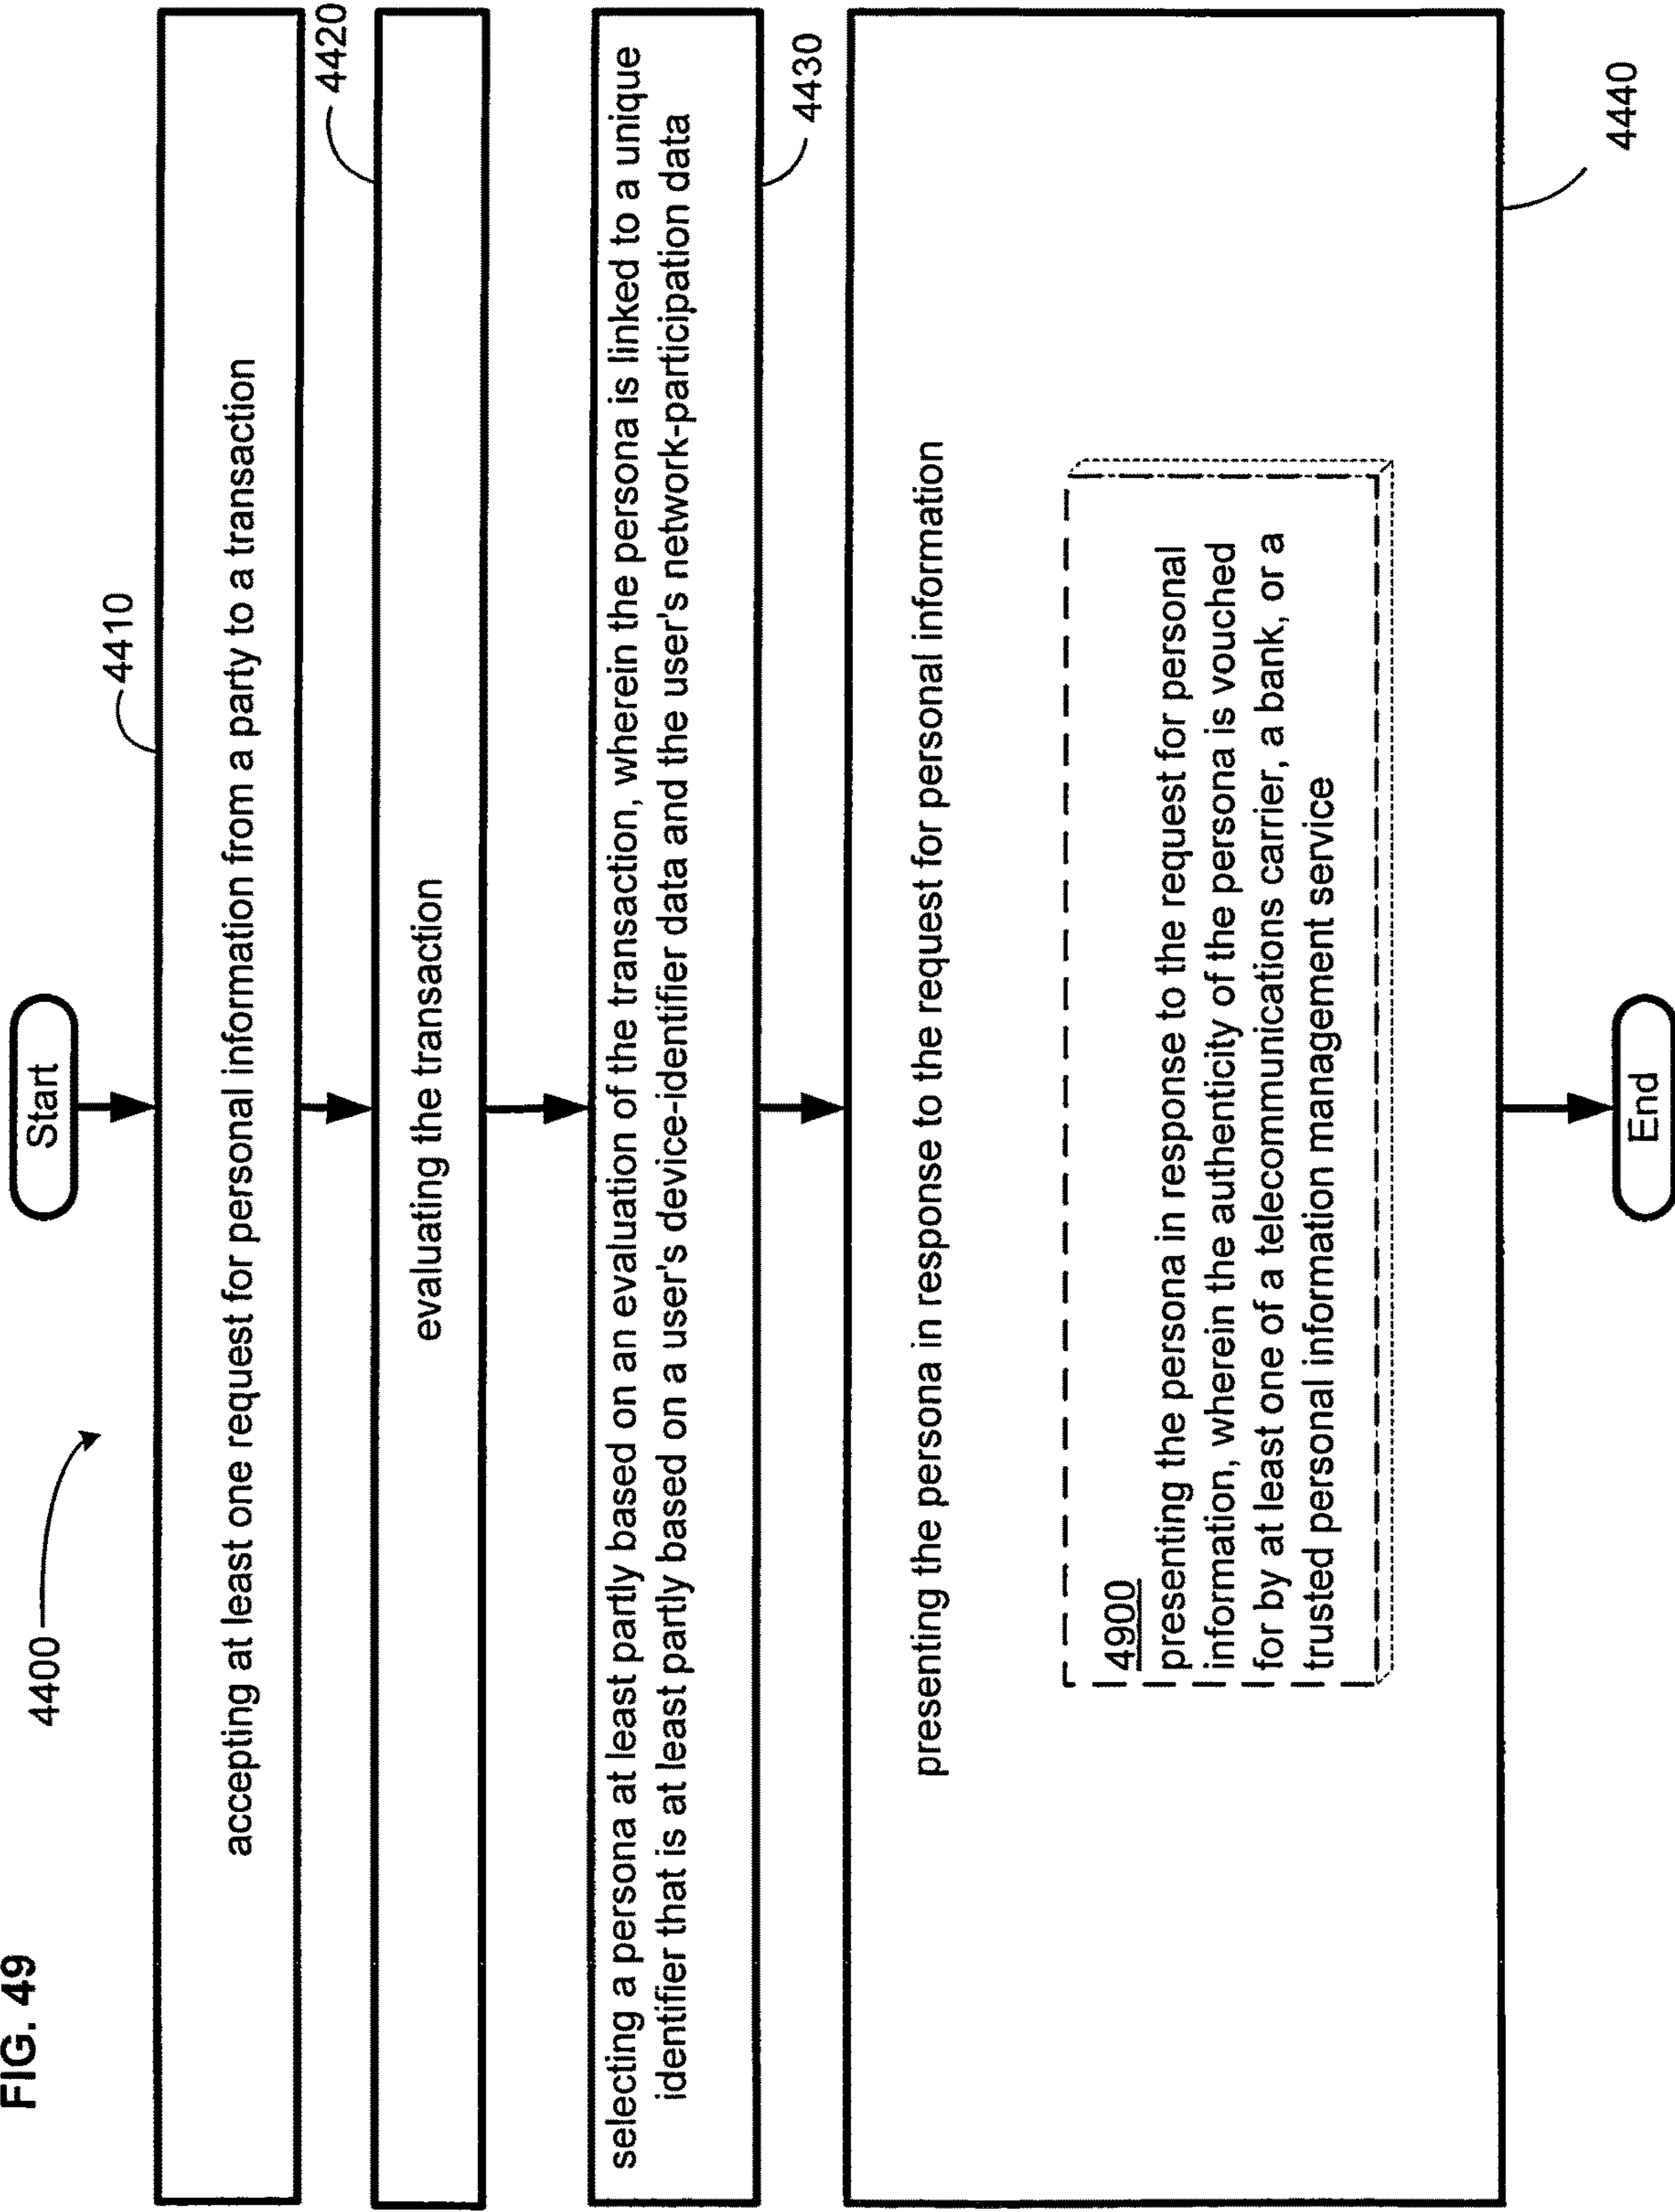 FIG. 49
4400
Start
4410
accepting at least one request for personal information from a party to a transaction
4420
evaluating the transaction
selecting a persona at least partly based on an evaluation of the transaction, wherein the persona is linked to a unique
identifier that is at least partly based on a user's device-identifier data and the user's network-participation data
4430
presenting the persona in response to the request for personal information
4900
presenting the persona in response to the request for personal
information, wherein the authenticity of the persona is vouched
for by at least one of a telecommunications carrier, a bank, or a
trusted personal information management service
4440
End